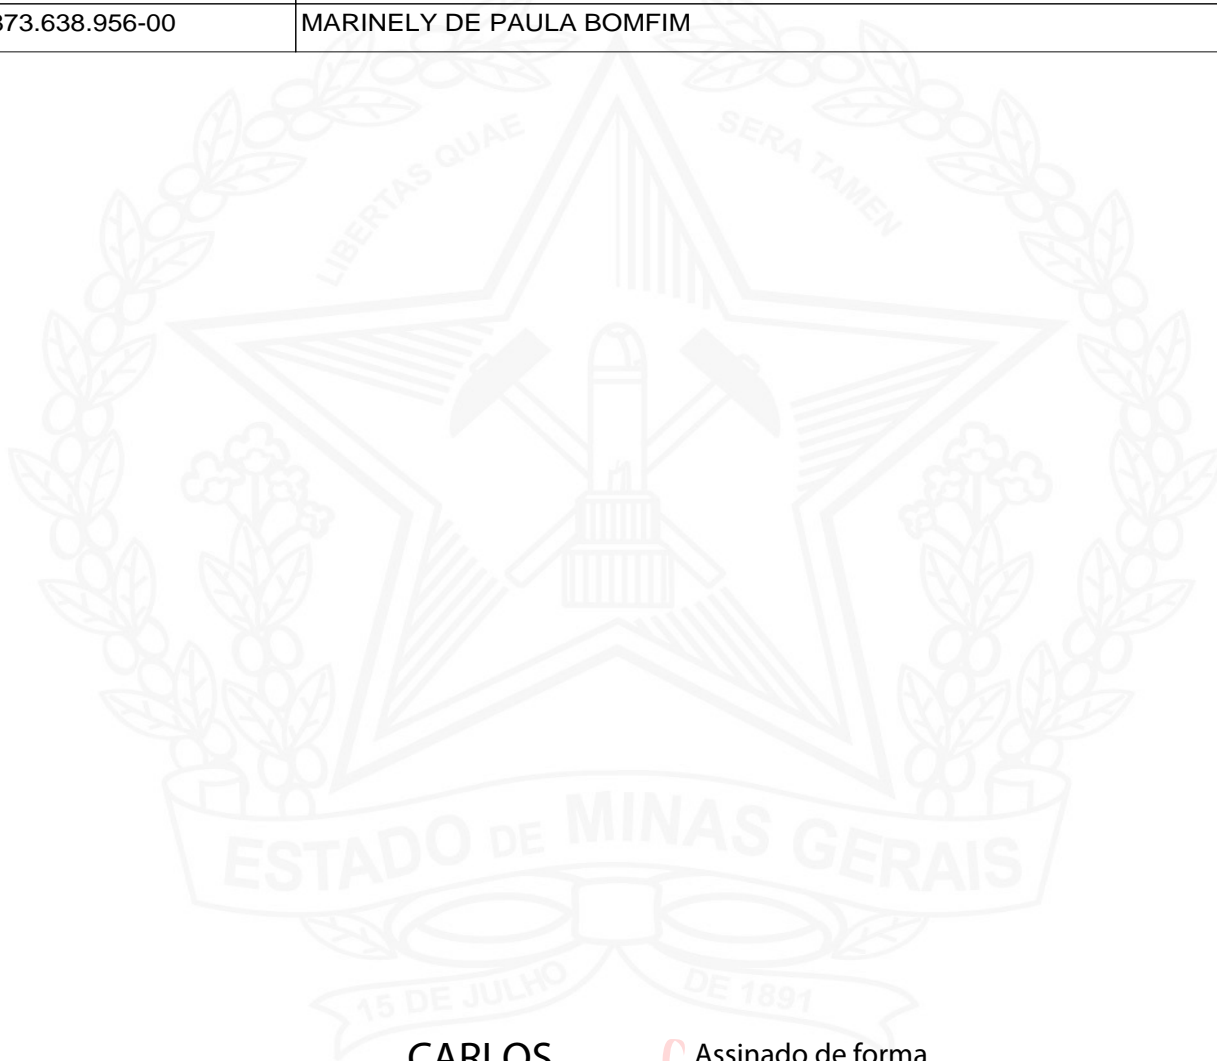 373.638.956-00 MARINELY DE PAULA BOMFIM
LIBERTAS QUAE SERA TAMEN
ESTADO DE MINAS GERAIS
15 DE JULHO DE 1891
CARLOS Assinado de forma